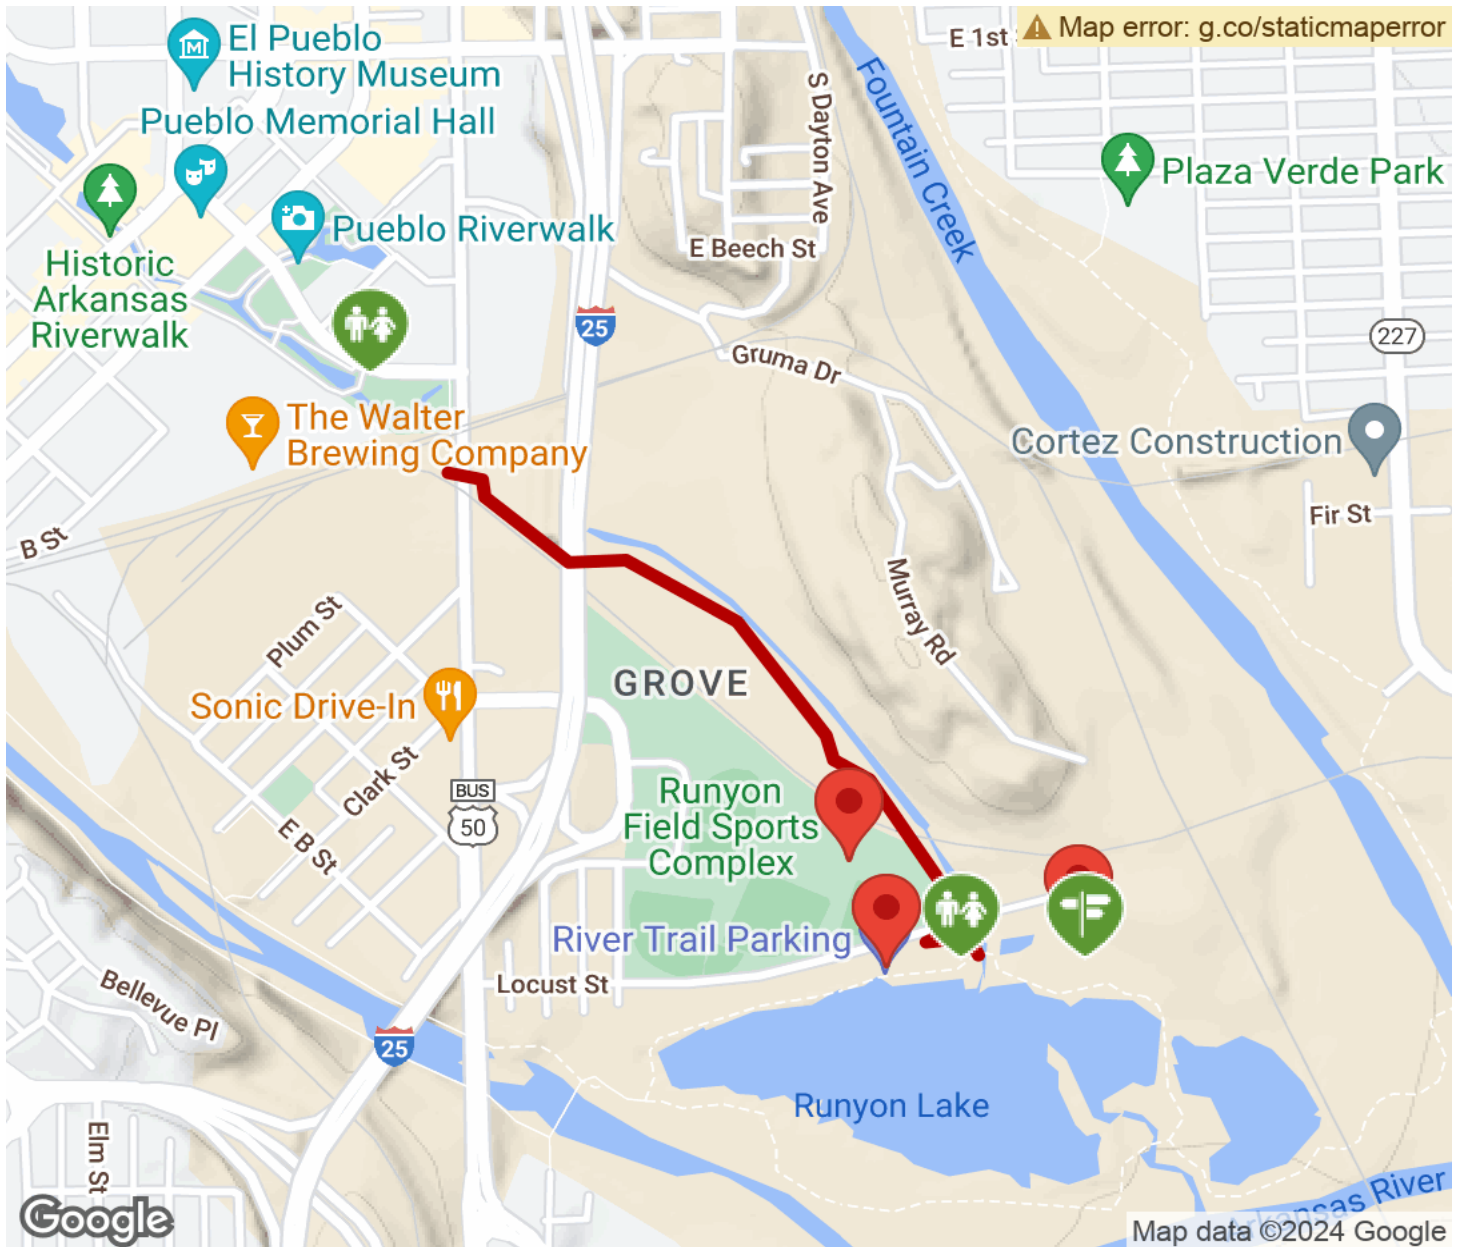 El Pueblo
History Museum
E 1st
Map error: g.co/staticmaperror
Pueblo Memorial Hall
S Dayton Ave
Fountain Creek
Plaza Verde Park
Pueblo Riverwalk
E Beech St
Historic
Arkansas
Riverwalk
25
227
Gruma Dr
The Walter
Brewing Company
Cortez Construction
B St
Fir St
Murray Rd
Plum St
GROVE
Sonic Drive-In
Clark St
BUS
50
Runyon
Field Sports
Complex
E B St
River Trail Parking
Locust St
Bellevue Pl
25
Runyon Lake
Elm St
Arkansas River
Google
Map data ©2024 Google